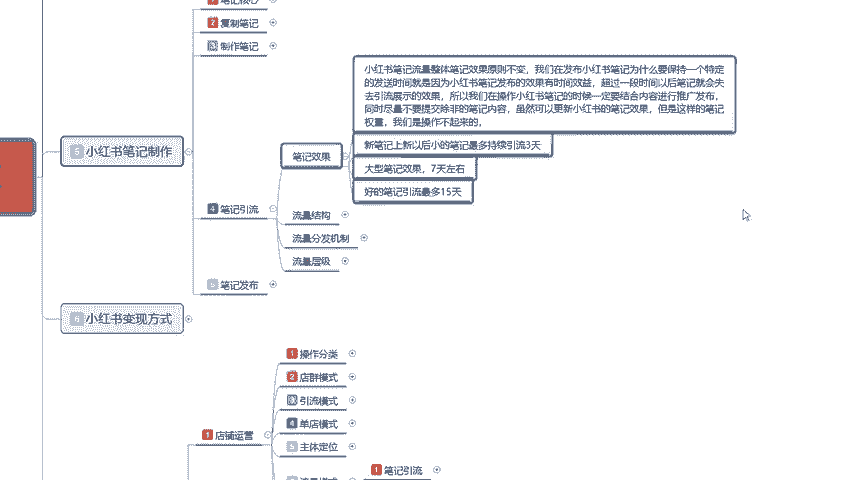 1 笔记核心
2 复制笔记
制作笔记
小红书笔记流量整体笔记效果原则不变，我们在发布小红书笔记为什么要保持一个特定
的发送时间就是因为小红书笔记发布的效果有时间效益，超过一段时间以后笔记就会失
去引流展示的效果，所以我们在操作小红书笔记的时候一定要结合内容进行推广发布，
同时尽量不要提交除非的笔记内容，虽然可以更新小红书的笔记效果，但是这样的笔记
权重，我们是操作不起来的，
5 小红书笔记制作
笔记效果
新笔记上新以后小的笔记最多持续引流3天
大型笔记效果，7天左右
好的笔记引流最多15天
4 笔记引流
流量结构
流量分发机制
流量层级
5 笔记发布
6 小红书变现方式
1 操作分类
2 店群模式
引流模式
4 单店模式
1 店铺运营
5 主体定位
1 笔记引流